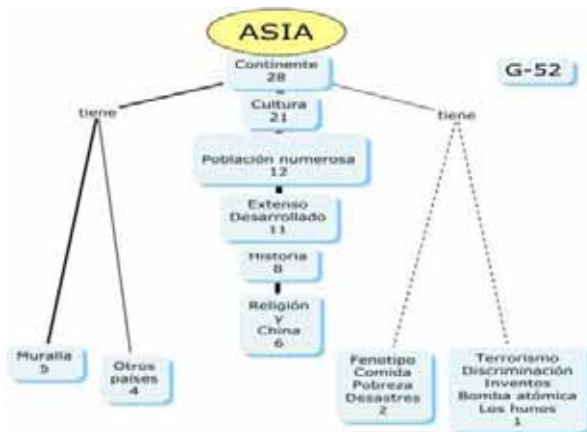 ASIA
Continente
28
G-52
Cultura
21
tiene
tiene
Población numerosa
12
Extenso
Desarrollado
11
Historia
8
Religión
y
China
6
Muralla
5
Otros
países
4
Fenotipo
Comida
Pobreza
Desastres
2
Terrorismo
Discriminación
Inventos
Bomba atómica
Los hunos
1